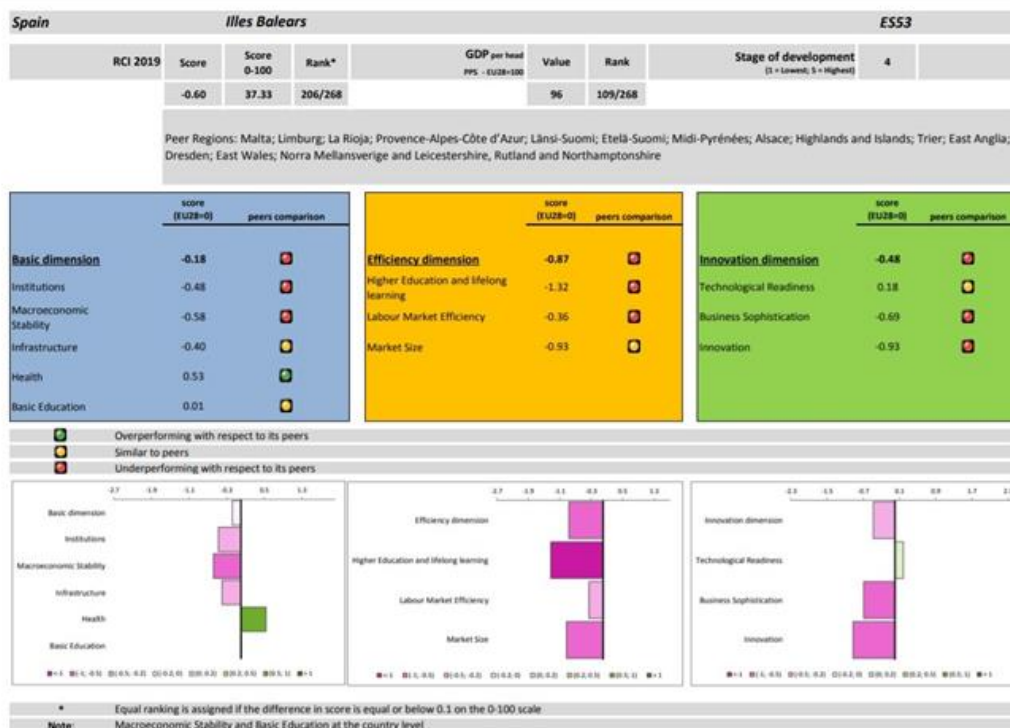 Spain Illes Balears ES53
RCI 2019 Score Score 0-100 Rank* GDP per head PPS - EU28=100 Value Rank Stage of development (1 = Lowest; 5 = Highest) 4
-0.60 37.33 206/268 96 109/268
Peer Regions: Malta; Limburg; La Rioja; Provence-Alpes-Côte d'Azur; Länsi-Suomi; Etelä-Suomi; Midi-Pyrénées; Alsace; Highlands and Islands; Trier; East Anglia;
Dresden; East Wales; Norra Mellansverige and Leicestershire, Rutland and Northamptonshire
score (EU28=0) peers comparison
Basic dimension -0.18
Institutions -0.48
Macroeconomic Stability -0.58
Infrastructure -0.40
Health 0.53
Basic Education 0.01
score (EU28=0) peers comparison
Efficiency dimension -0.87
Higher Education and lifelong learning -1.32
Labour Market Efficiency -0.36
Market Size -0.93
score (EU28=0) peers comparison
Innovation dimension -0.48
Technological Readiness 0.18
Business Sophistication -0.69
Innovation -0.93
Overperforming with respect to its peers
Similar to peers
Underperforming with respect to its peers
Basic dimension
Institutions
Macroeconomic Stability
Infrastructure
Health
Basic Education
Efficiency dimension
Higher Education and lifelong learning
Labour Market Efficiency
Market Size
Innovation dimension
Technological Readiness
Business Sophistication
Innovation
* Equal ranking is assigned if the difference in score is equal or below 0.1 on the 0-100 scale
Note: Macroeconomic Stability and Basic Education at the country level